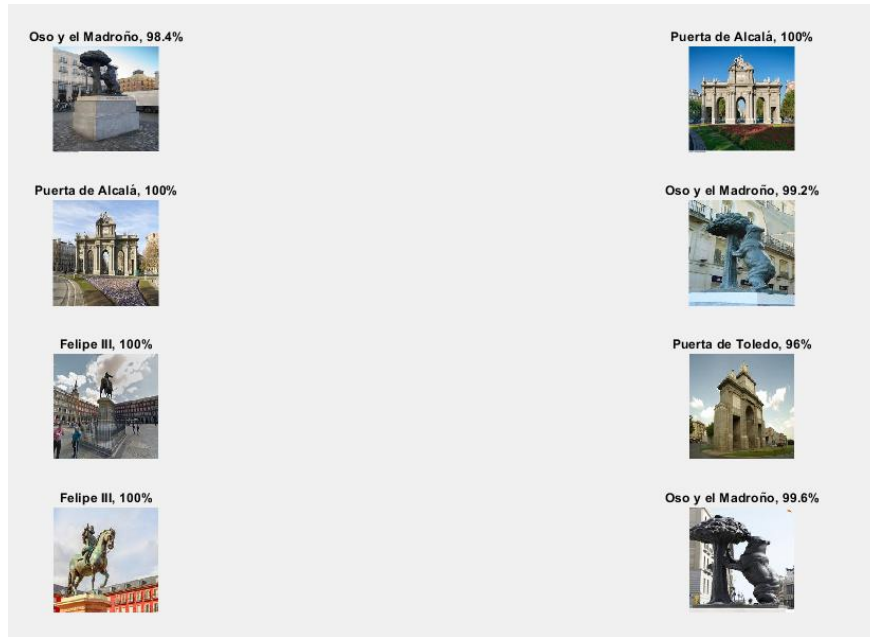 Oso y el Madroño, 98.4%
Puerta de Alcalá, 100%
Puerta de Alcalá, 100%
Oso y el Madroño, 99.2%
Felipe III, 100%
Puerta de Toledo, 96%
Felipe III, 100%
Oso y el Madroño, 99.6%